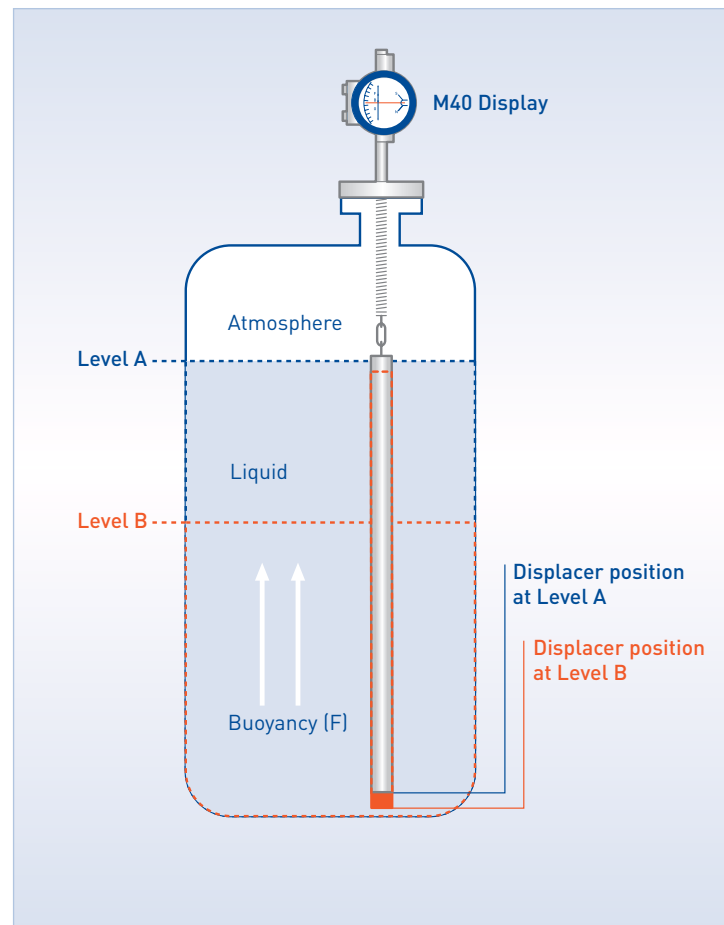 M40 Display
Atmosphere
Level A
Liquid
Level B
Displacer position
at Level A
Displacer position
at Level B
Buoyancy (F)